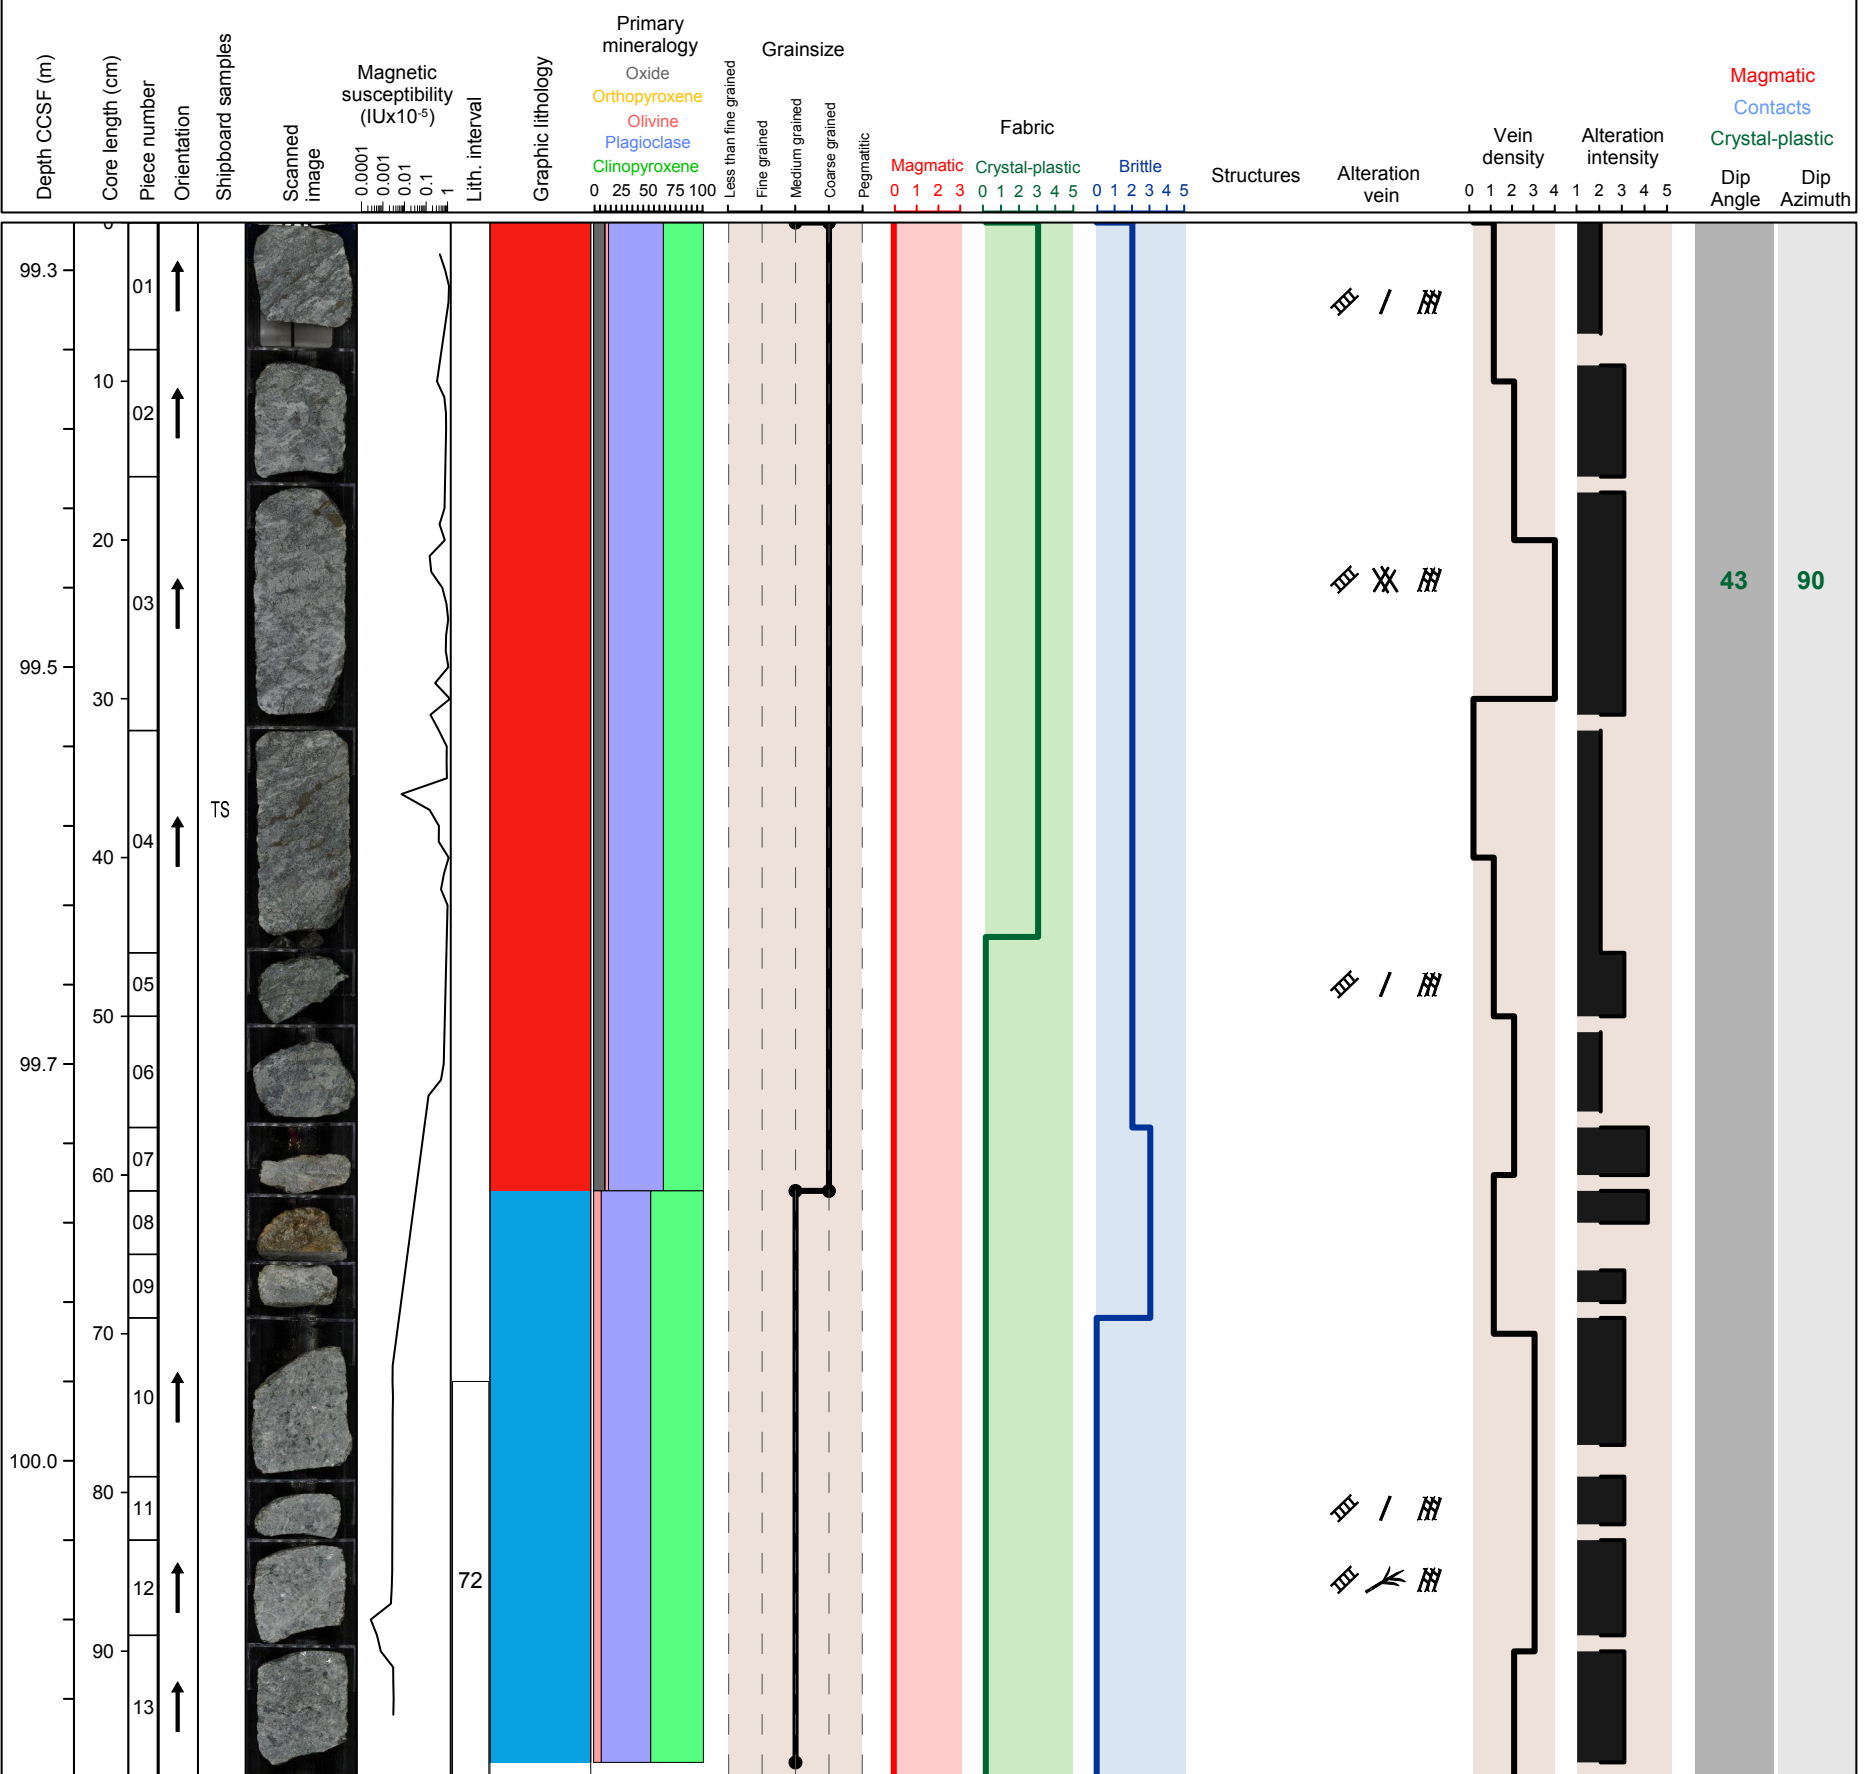 Depth CCSF (m)
Core length (cm)
Piece number
Orientation
Shipboard samples
Scanned
image
Magnetic
susceptibility
(IUx10-5)
0.0001
0.001
0.01
0.1
1
Lith. interval
Graphic lithology
Primary
mineralogy
Oxide
Orthopyroxene
Olivine
Plagioclase
Clinopyroxene
0 25 50 75 100
Grainsize
Less than fine grained
Fine grained
Medium grained
Coarse grained
Pegmatitic
Fabric
Magmatic
0 1 2 3
Crystal-plastic
0 1 2 3 4 5
Brittle
0 1 2 3 4 5
Structures
Alteration
vein
Vein
density
0 1 2 3 4
Alteration
intensity
1 2 3 4 5
Magmatic
Contacts
Crystal-plastic
Dip
Angle
Dip
Azimuth
0
99.3
01
10
02
20
03
43 90
99.5
30
TS
04
40
05
50
99.7
06
07
60
08
09
70
10
100.0
80
11
12
72
90
13